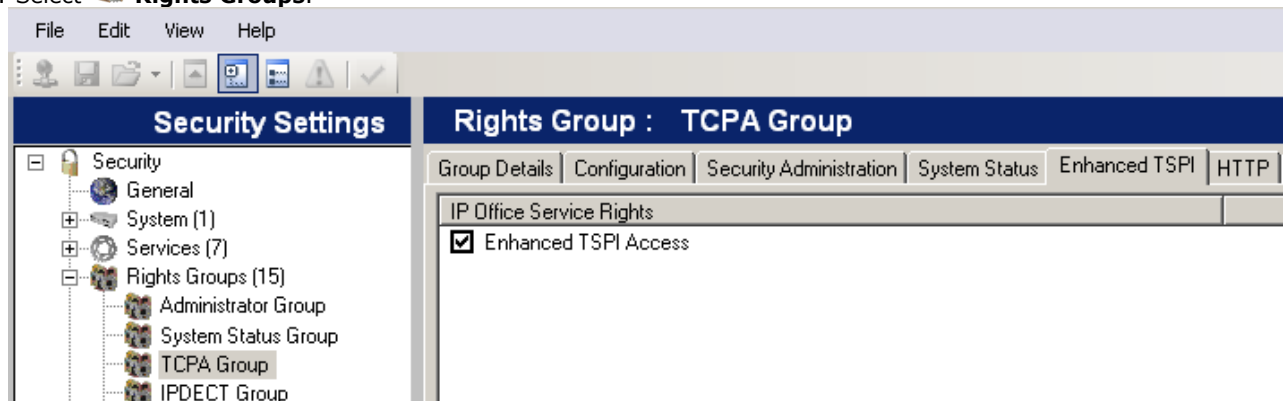 Select Rights Groups.
File Edit View Help
Security Settings
Rights Group : TCPA Group
Security
Group Details Configuration Security Administration System Status Enhanced TSPI HTTP
General
IP Office Service Rights
System (1)
Enhanced TSPI Access
Services (7)
Rights Groups (15)
Administrator Group
System Status Group
TCPA Group
IPDECT Group